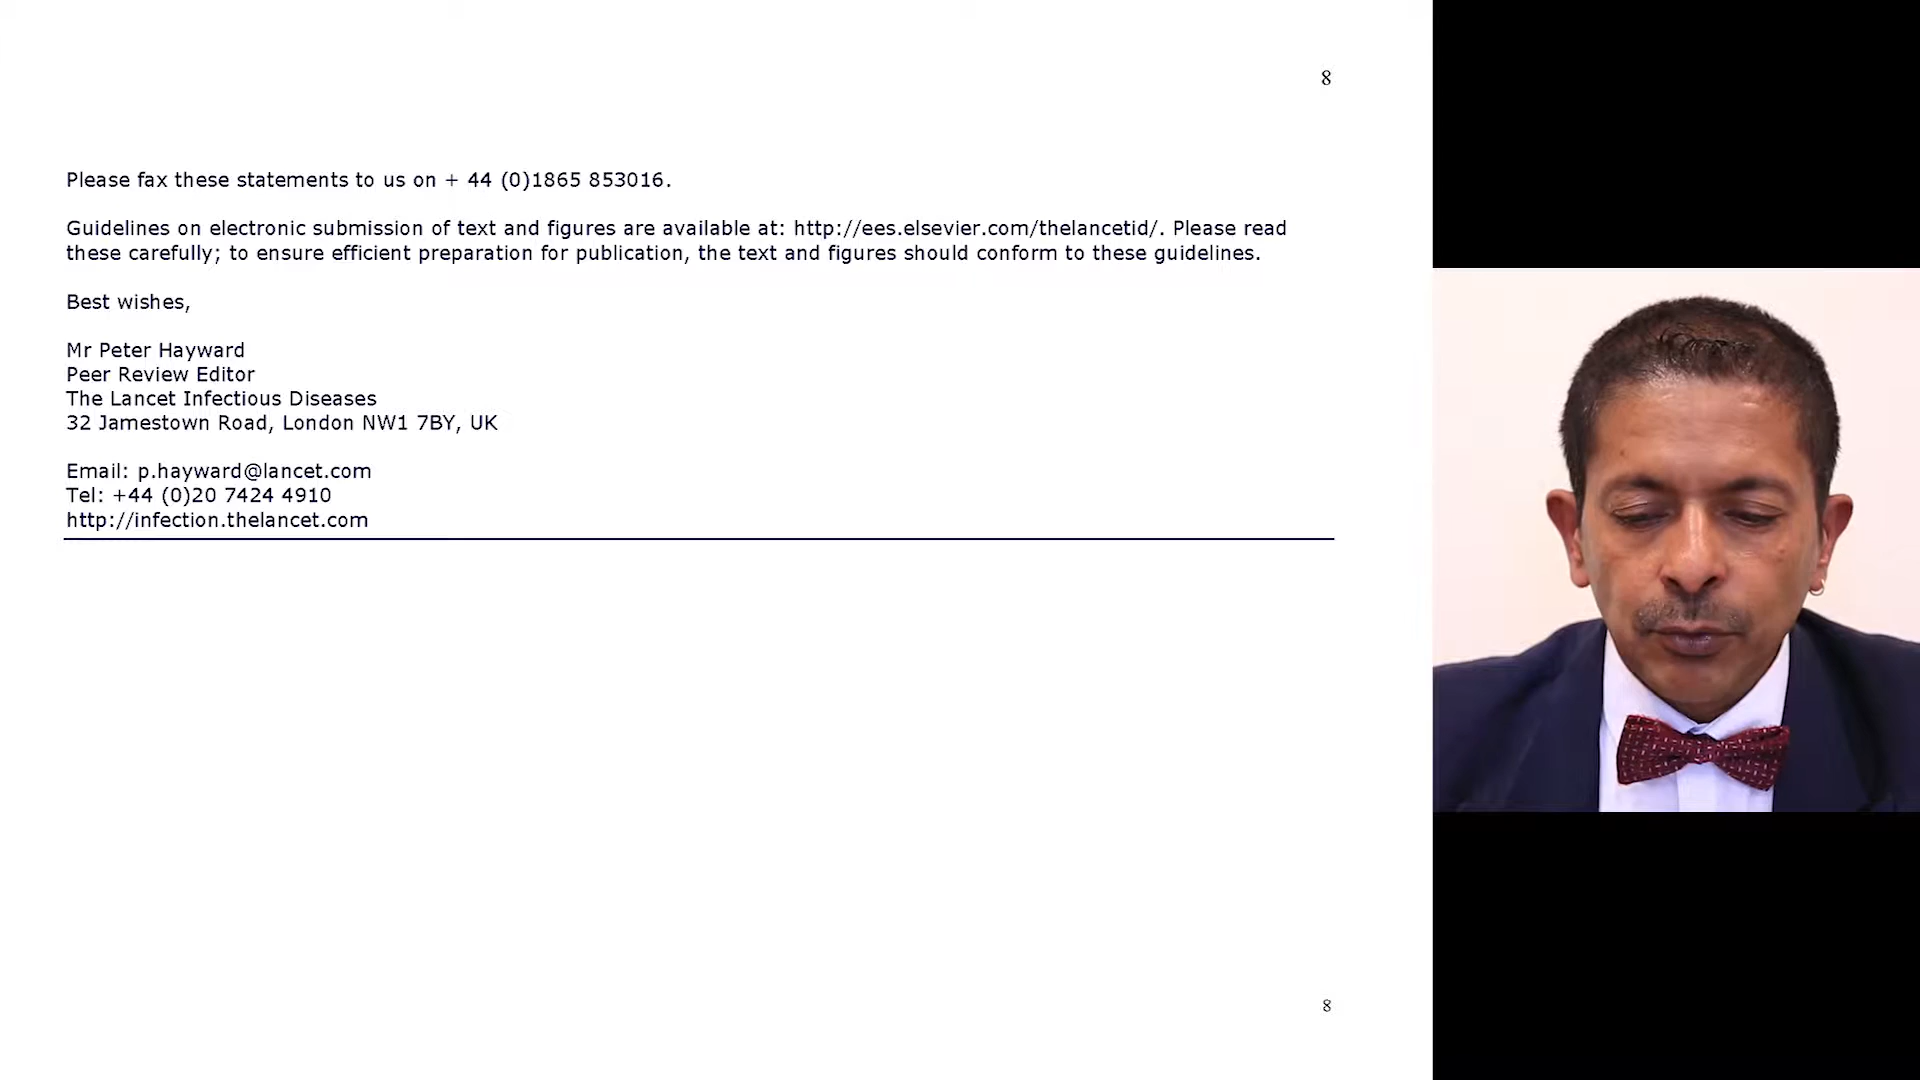 8
Please fax these statements to us on + 44 (0)1865 853016.
Guidelines on electronic submission of text and figures are available at: http://ees.elsevier.com/thelancetid/. Please read
these carefully; to ensure efficient preparation for publication, the text and figures should conform to these guidelines.
Best wishes,
Mr Peter Hayward
Peer Review Editor
The Lancet Infectious Diseases
32 Jamestown Road, London NW1 7BY, UK
Email: p.hayward@lancet.com
Tel: +44 (0)20 7424 4910
http://infection.thelancet.com
8